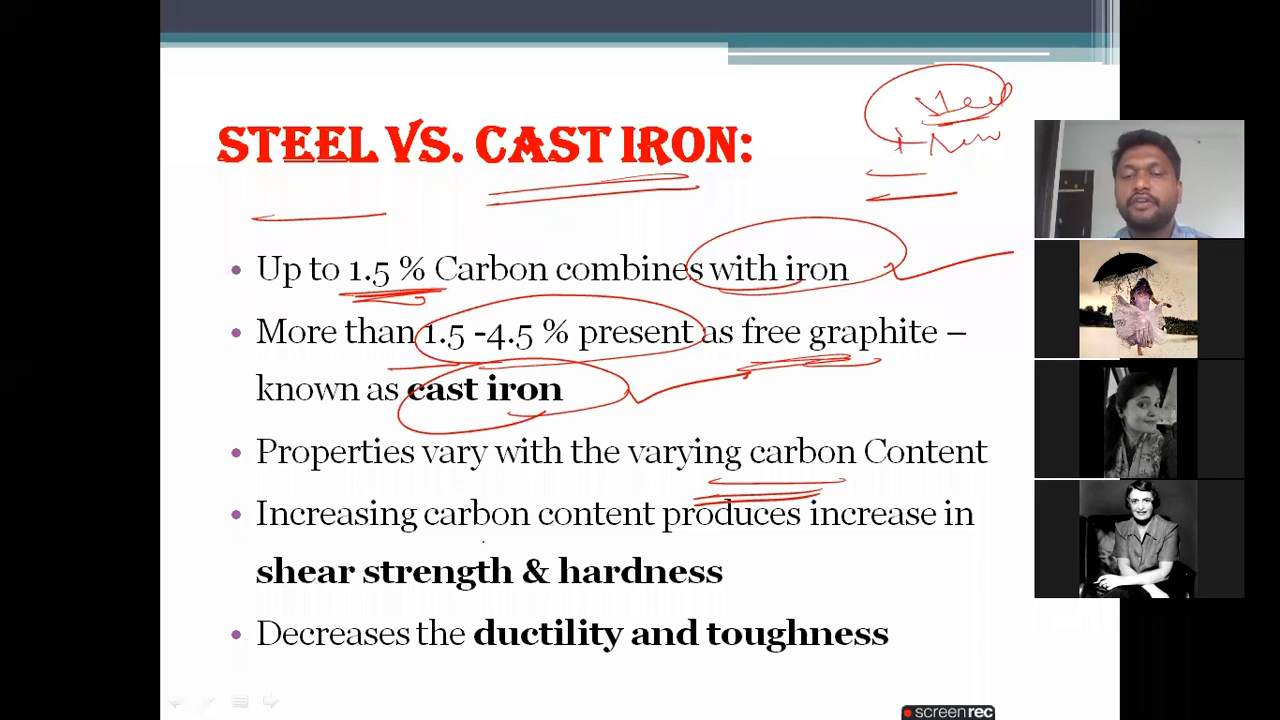 steel
STEEL VS. CAST IRON:
• Up to 1.5 % Carbon combines with iron
• More than 1.5 -4.5 % present as free graphite –
known as cast iron
• Properties vary with the varying carbon Content
• Increasing carbon content produces increase in
shear strength & hardness
• Decreases the ductility and toughness
screenrec